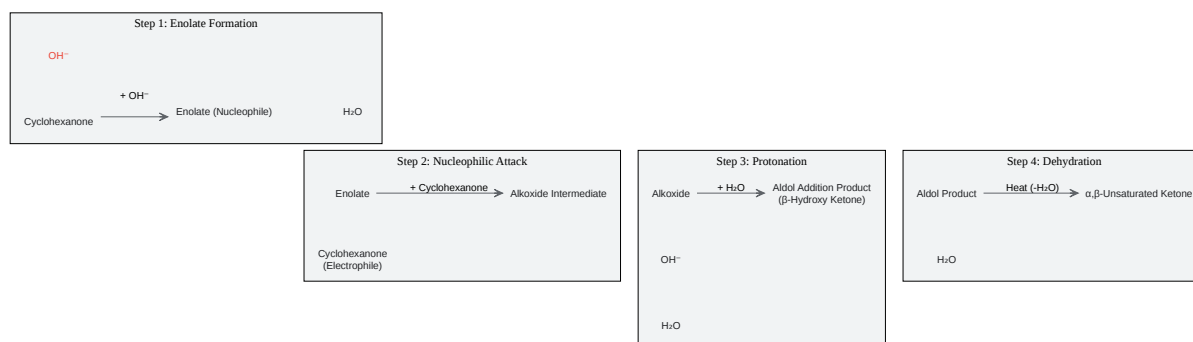 Step 1: Enolate Formation
OH⁻
+ OH⁻
Cyclohexanone
Enolate (Nucleophile)
H₂O
Step 2: Nucleophilic Attack
Enolate
+ Cyclohexanone
Alkoxide Intermediate
Cyclohexanone
(Electrophile)
Step 3: Protonation
Alkoxide
+ H₂O
Aldol Addition Product
(β-Hydroxy Ketone)
OH⁻
H₂O
Step 4: Dehydration
Aldol Product
Heat (-H₂O)
α,β-Unsaturated Ketone
H₂O